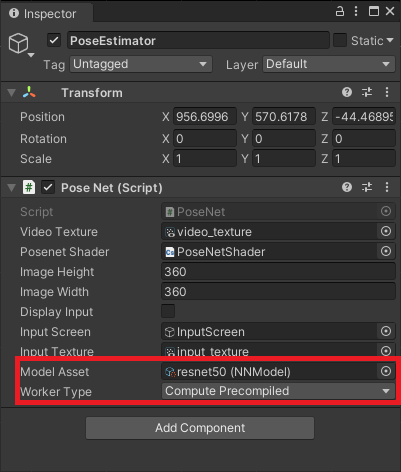 Inspector
PoseEstimator Static
Tag Untagged Layer Default
Transform
Position X 956.6996 Y 570.6178 Z -44.46895
Rotation X 0 Y 0 Z 0
Scale X 1 Y 1 Z 1
# Pose Net (Script)
Script # PoseNet
Video Texture video_texture
Posenet Shader PoseNetShader
Image Height 360
Image Width 360
Display Input
Input Screen InputScreen
Input Texture input_texture
Model Asset resnet50 (NNModel)
Worker Type Compute Precompiled
Add Component